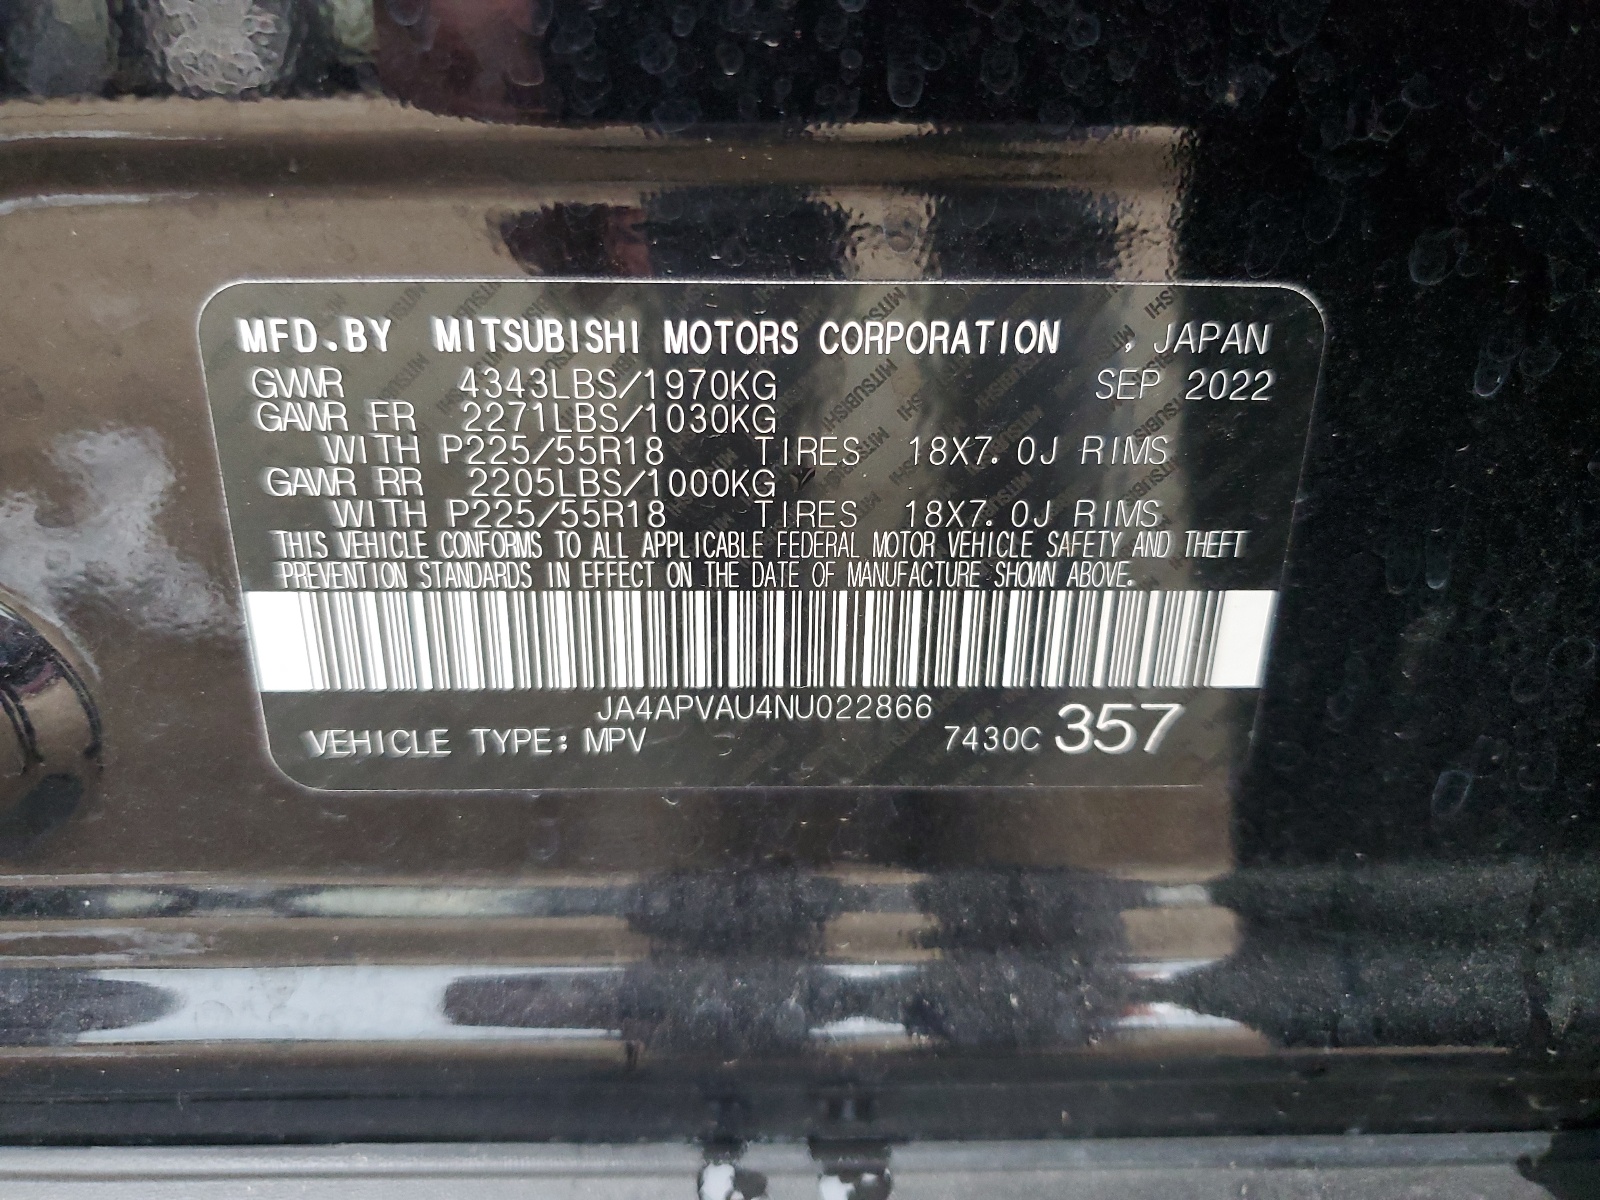 MFD.BY MITSUBISHI MOTORS CORPORATION , JAPAN
GVWR 4343LBS/1970KG SEP 2022
GAWR FR 2271LBS/1030KG
WITH P225/55R18 TIRES 18X7.0J RIMS
GAWR RR 2205LBS/1000KG
WITH P225/55R18 TIRES 18X7.0J RIMS
THIS VEHICLE CONFORMS TO ALL APPLICABLE FEDERAL MOTOR VEHICLE SAFETY AND THEFT
PREVENTION STANDARDS IN EFFECT ON THE DATE OF MANUFACTURE SHOWN ABOVE.
JA4APVAU4NU022866
VEHICLE TYPE: MPV 7430C 357